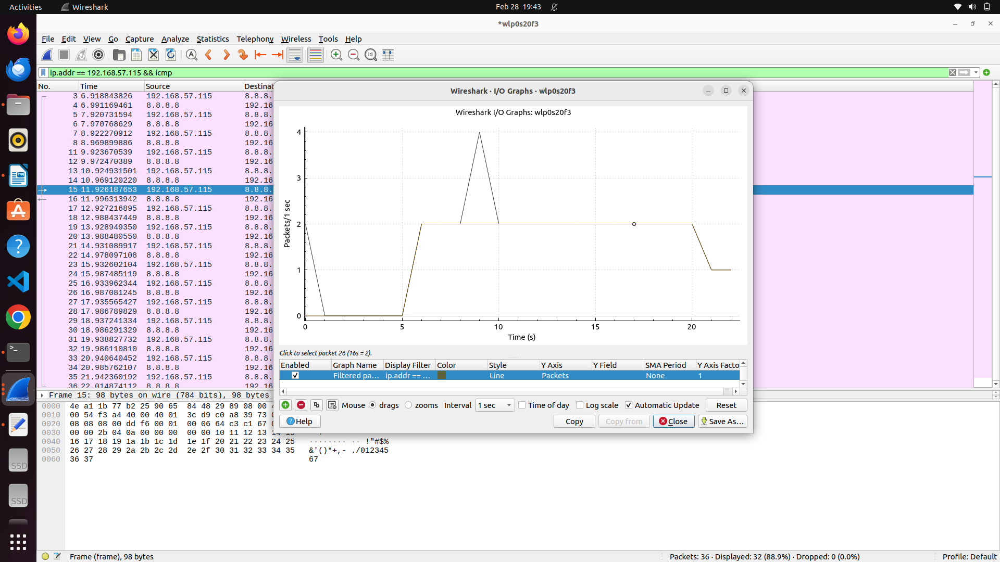 Activities
Wireshark
Feb 28 19:43
*wlp0s20f3
File Edit View Go Capture Analyze Statistics Telephony Wireless Tools Help
ip.addr == 192.168.57.115 && icmp
No. Time Source Destinat
3 6.918843826 192.168.57.115 8.8.8.
4 6.991169461 8.8.8.8 192.16
5 7.920731594 192.168.57.115 8.8.8.
6 7.970768629 8.8.8.8 192.16
7 8.922270912 192.168.57.115 8.8.8.
8 8.969899886 8.8.8.8 192.16
11 9.923670539 192.168.57.115 8.8.8.
12 9.972470389 8.8.8.8 192.16
13 10.924931501 192.168.57.115 8.8.8.
14 10.969120220 8.8.8.8 192.16
15 11.926187653 192.168.57.115 8.8.8.
16 11.996313942 8.8.8.8 192.16
17 12.927216895 192.168.57.115 8.8.8.
18 12.988437449 8.8.8.8 192.16
19 13.928949350 192.168.57.115 8.8.8.
20 13.988480550 8.8.8.8 192.16
21 14.931089917 192.168.57.115 8.8.8.
22 14.978097108 8.8.8.8 192.16
23 15.932602104 192.168.57.115 8.8.8.
24 15.987485119 8.8.8.8 192.16
25 16.933962344 192.168.57.115 8.8.8.
26 16.987081245 8.8.8.8 192.16
27 17.935565427 192.168.57.115 8.8.8.
28 17.986789829 8.8.8.8 192.16
29 18.937241334 192.168.57.115 8.8.8.
30 18.986291329 8.8.8.8 192.16
31 19.938827732 192.168.57.115 8.8.8.
32 19.986110810 8.8.8.8 192.16
33 20.940640452 192.168.57.115 8.8.8.
34 20.985762107 8.8.8.8 192.16
35 21.942360192 192.168.57.115 8.8.8.
36 22.014874112 8.8.8.8 192.16
Frame 15: 98 bytes on wire (784 bits), 98 bytes
0000 4e a1 1b 77 b2 25 90 65 84 48 29 89 08 00
0010 00 54 f3 a4 40 00 40 01 3c d9 c0 a8 39 73
0020 08 08 08 00 dd f6 00 01 00 06 64 c3 c1 67
0030 00 00 2b 04 0a 00 00 00 00 00 10 11 12 13 14 15
0040 16 17 18 19 1a 1b 1c 1d 1e 1f 20 21 22 23 24 25 ········ ·· !"#$%
0050 26 27 28 29 2a 2b 2c 2d 2e 2f 30 31 32 33 34 35 &'()*+,- ./012345
0060 36 37 67
Wireshark · I/O Graphs · wlp0s20f3
Wireshark I/O Graphs: wlp0s20f3
Packets/1 sec
4
3
2
1
0
0 5 10 15 20
Time (s)
Click to select packet 26 (16s = 2).
Enabled Graph Name Display Filter Color Style Y Axis Y Field SMA Period Y Axis Facto
Filtered pa… ip.addr == … Line Packets None 1
Mouse drags zooms Interval 1 sec Time of day Log scale Automatic Update Reset
Help Copy Copy from Close Save As…
SSD
SSD
Frame (frame), 98 bytes
Packets: 36 · Displayed: 32 (88.9%) · Dropped: 0 (0.0%)
Profile: Default